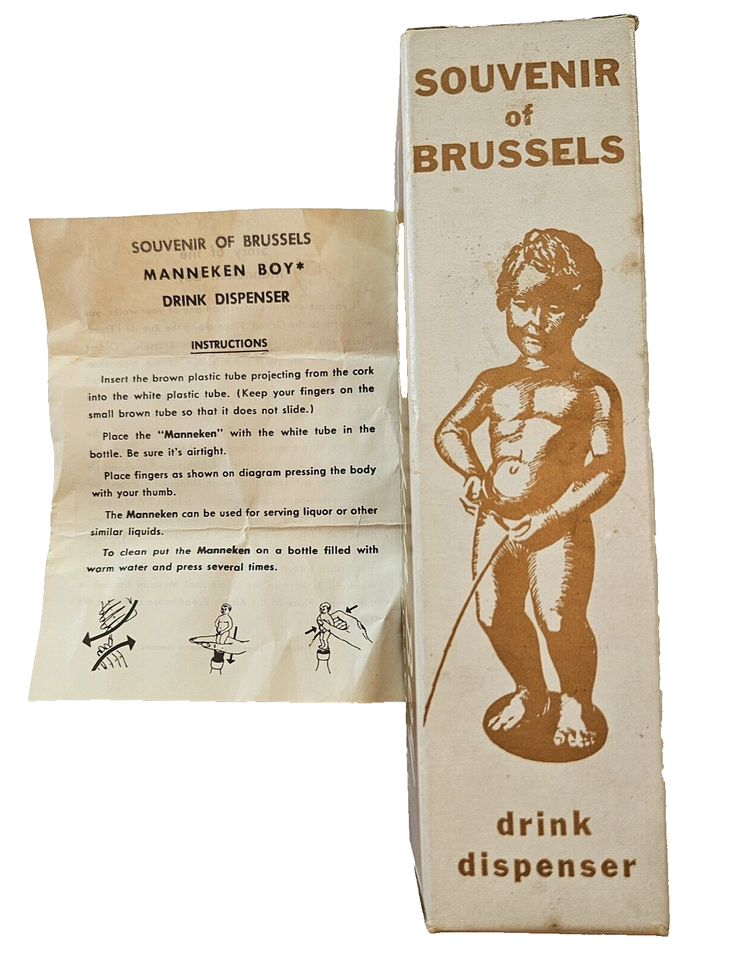 SOUVENIR OF BRUSSELS
MANNEKEN BOY*
DRINK DISPENSER
INSTRUCTIONS
Insert the brown plastic tube projecting from the cork
into the white plastic tube. (Keep your fingers on the
small brown tube so that it does not slide.)
Place the "Manneken" with the white tube in the
bottle. Be sure it's airtight.
Place fingers as shown on diagram pressing the body
with your thumb.
The Manneken can be used for serving liquor or other
similar liquids.
To clean put the Manneken on a bottle filled with
warm water and press several times.
SOUVENIR
of
BRUSSELS
drink
dispenser